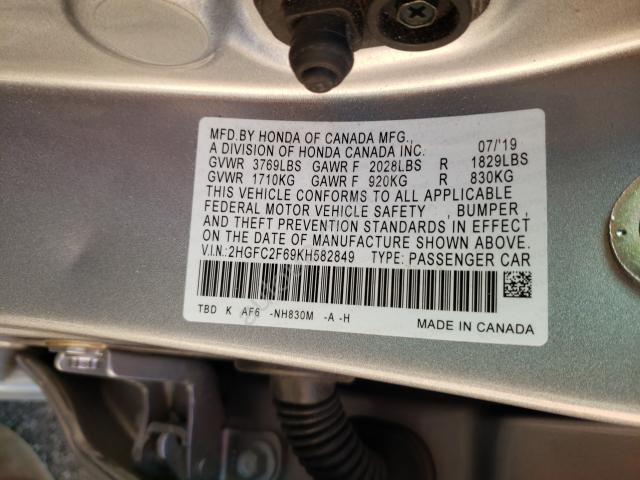 MFD. BY HONDA OF CANADA MFG.,
A DIVISION OF HONDA CANADA INC. 07/'19
GVWR 3769LBS GAWR F 2028LBS R 1829LBS
GVWR 1710KG GAWR F 920KG R 830KG
THIS VEHICLE CONFORMS TO ALL APPLICABLE
FEDERAL MOTOR VEHICLE SAFETY , BUMPER ,
AND THEFT PREVENTION STANDARDS IN EFFECT
ON THE DATE OF MANUFACTURE SHOWN ABOVE.
V.I.N.: 2HGFC2F69KH582849 TYPE: PASSENGER CAR
TBD K AF6 -NH830M -A -H
MADE IN CANADA